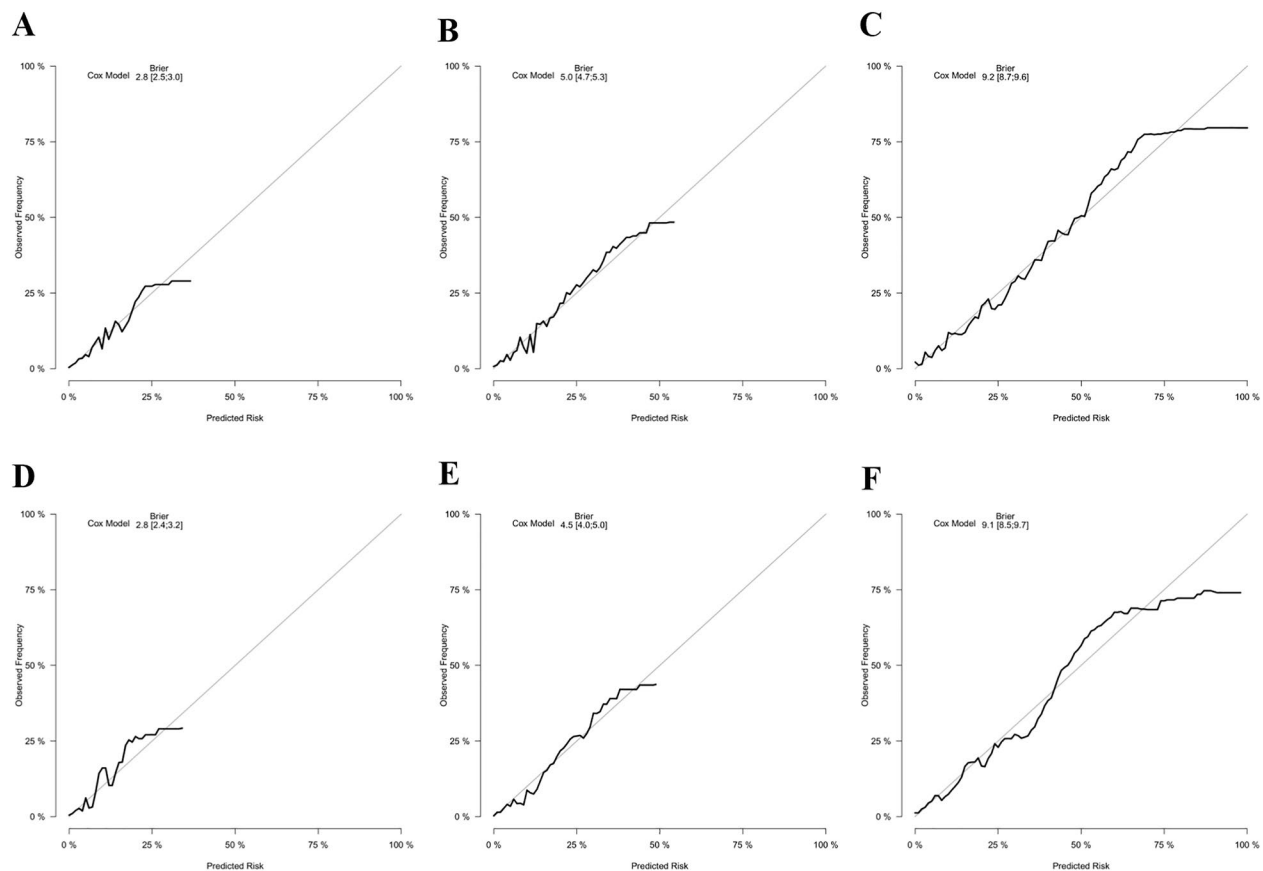 A
Brier
Cox Model 2.8 [2.5;3.0]
100 %
75 %
50 %
25 %
0 %
Observed Frequency
0 % 25 % 50 % 75 % 100 %
Predicted Risk
B
Brier
Cox Model 5.0 [4.7;5.3]
100 %
75 %
50 %
25 %
0 %
Observed Frequency
0 % 25 % 50 % 75 % 100 %
Predicted Risk
C
Brier
Cox Model 9.2 [8.7;9.6]
100 %
75 %
50 %
25 %
0 %
Observed Frequency
0 % 25 % 50 % 75 % 100 %
Predicted Risk
D
Brier
Cox Model 2.8 [2.4;3.2]
100 %
75 %
50 %
25 %
0 %
Observed Frequency
0 % 25 % 50 % 75 % 100 %
Predicted Risk
E
Brier
Cox Model 4.5 [4.0;5.0]
100 %
75 %
50 %
25 %
0 %
Observed Frequency
0 % 25 % 50 % 75 % 100 %
Predicted Risk
F
Brier
Cox Model 9.1 [8.5;9.7]
100 %
75 %
50 %
25 %
0 %
Observed Frequency
0 % 25 % 50 % 75 % 100 %
Predicted Risk